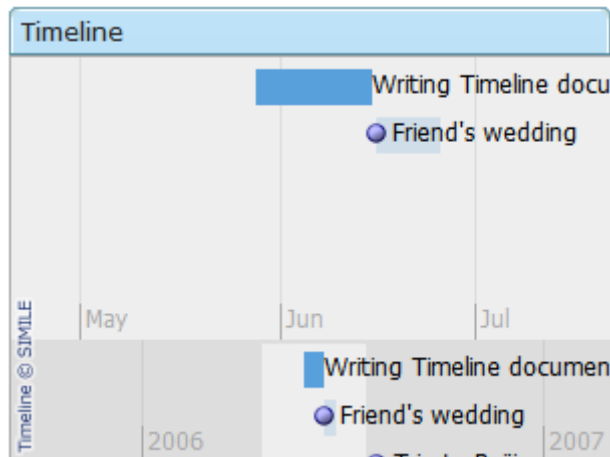 Timeline
Writing Timeline docu
Friend's wedding
May
Jun
Jul
Timeline © SIMILE
Writing Timeline documen
Friend's wedding
2006
2007